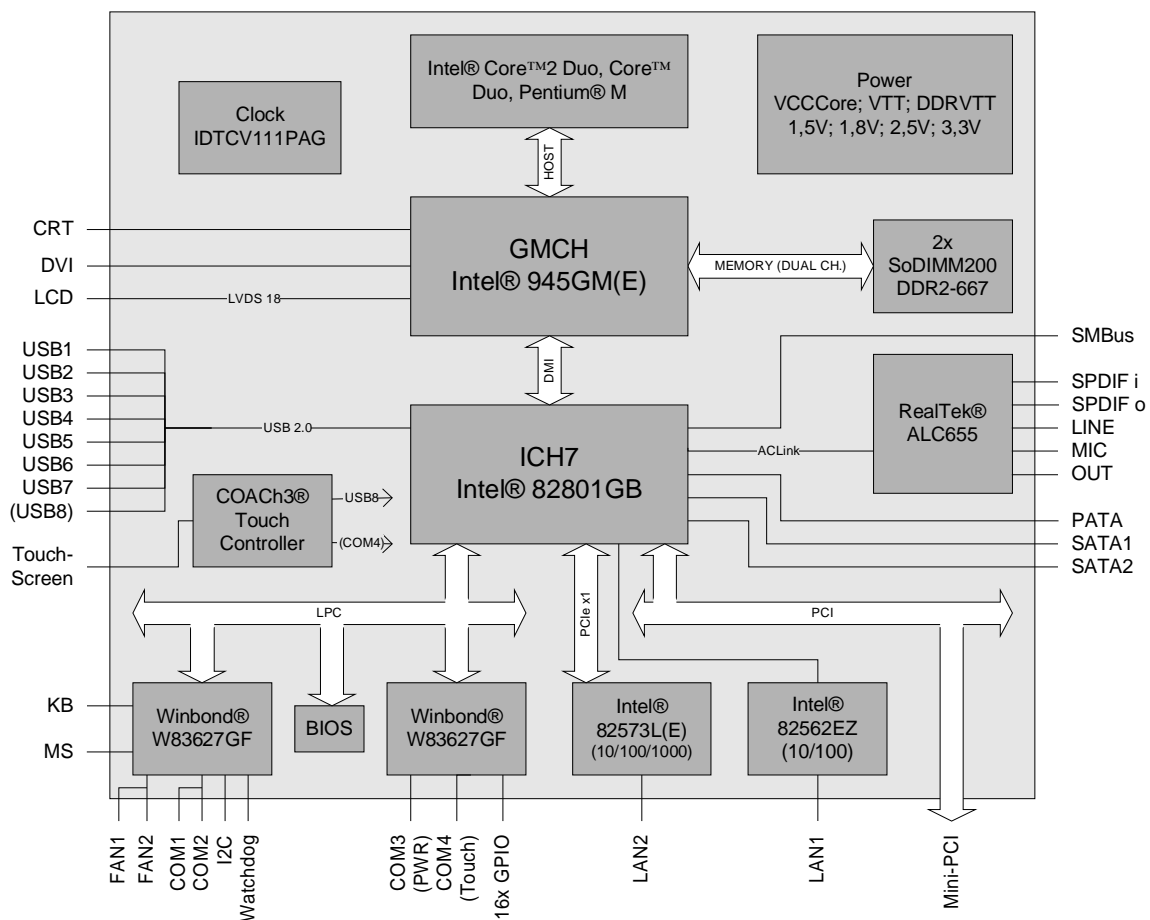 Intel® Core™2 Duo, Core™
Duo, Pentium® M
Power
VCCCore; VTT; DDRVTT
1,5V; 1,8V; 2,5V; 3,3V
Clock
IDTCV111PAG
HOST
CRT
DVI
LCD
LVDS 18
GMCH
Intel® 945GM(E)
MEMORY (DUAL CH.)
2x
SoDIMM200
DDR2-667
DMI
SMBus
USB1
USB2
USB3
USB4
USB5
USB6
USB7
(USB8)
USB 2.0
ICH7
Intel® 82801GB
ACLink
RealTek®
ALC655
SPDIF i
SPDIF o
LINE
MIC
OUT
PATA
SATA1
SATA2
COACh3®
Touch
Controller
USB8
(COM4)
Touch-
Screen
LPC
PCIe x1
PCI
KB
MS
Winbond®
W83627GF
BIOS
Winbond®
W83627GF
Intel®
82573L(E)
(10/100/1000)
Intel®
82562EZ
(10/100)
FAN1
FAN2
COM1
COM2
I2C
Watchdog
COM3
(PWR)
COM4
(Touch)
16x GPIO
LAN2
LAN1
Mini-PCI